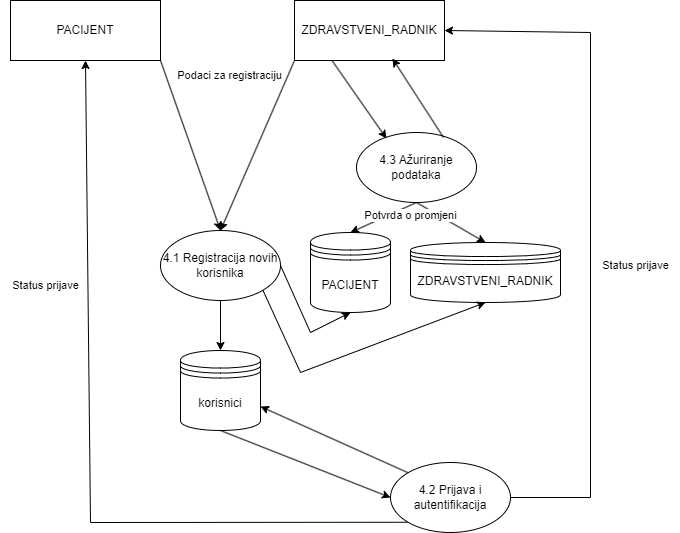 PACIJENT
ZDRAVSTVENI_RADNIK
Podaci za registraciju
4.3 Ažuriranje
podataka
Potvrda o promjeni
4.1 Registracija novih
korisnika
PACIJENT
ZDRAVSTVENI_RADNIK
Status prijave
Status prijave
korisnici
4.2 Prijava i
autentifikacija